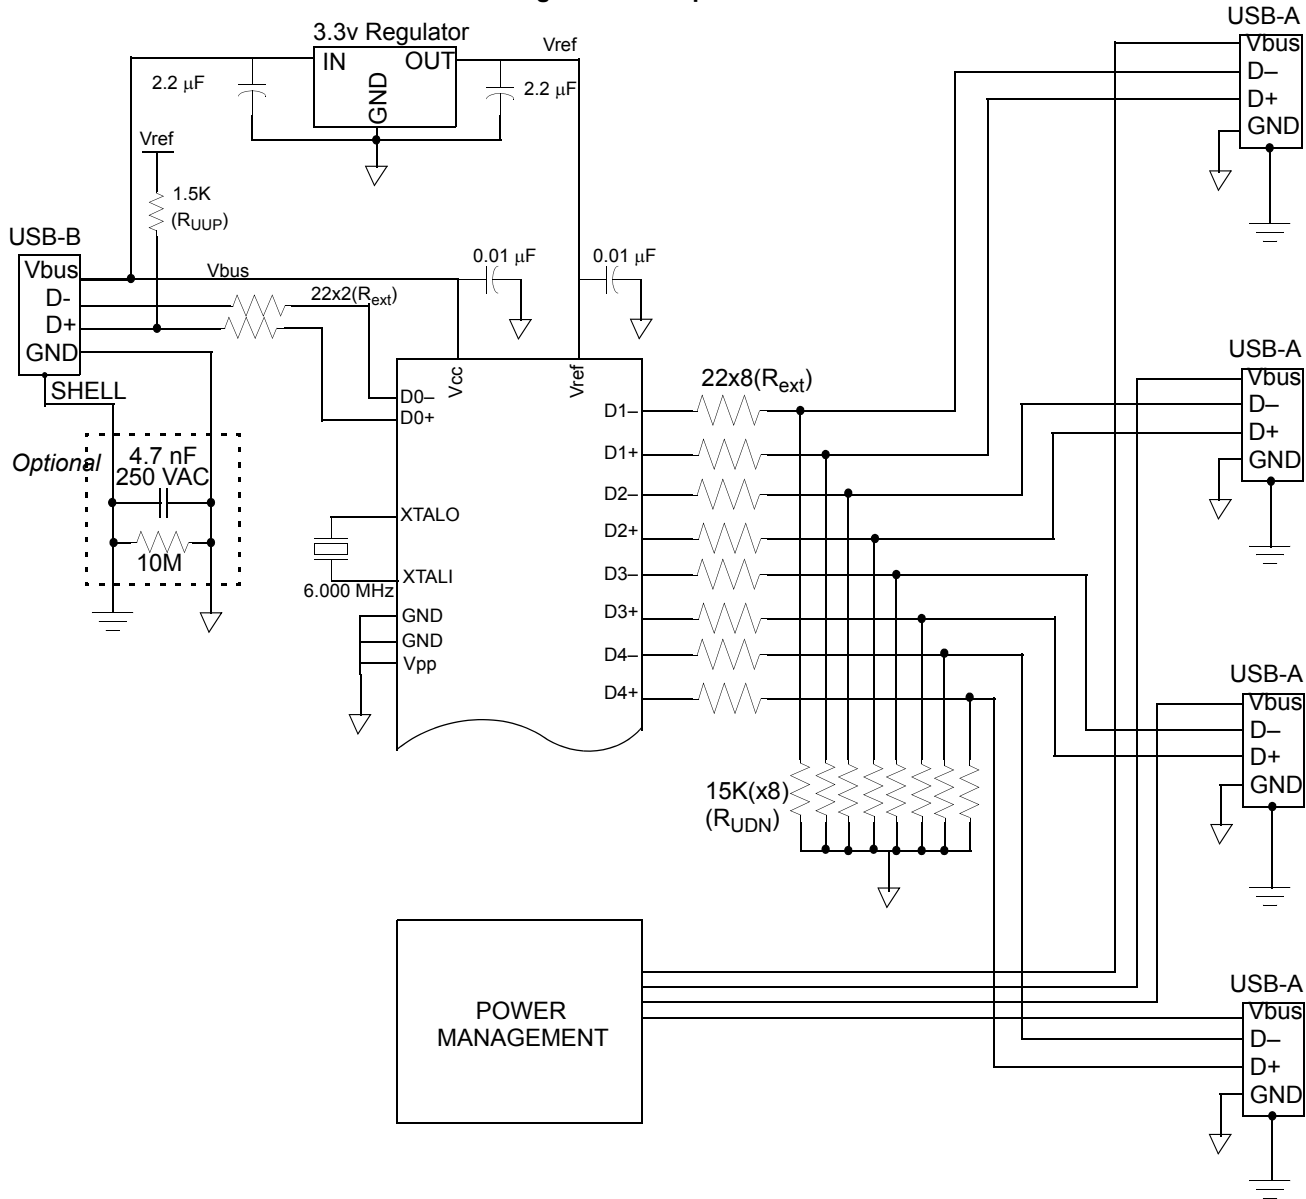 3.3v Regulator
IN
OUT
GND
Vref
2.2 μF
2.2 μF
Vref
1.5K
(RUUP)
USB-B
Vbus
D-
D+
GND
SHELL
Vbus
22x2(Rext)
0.01 μF
0.01 μF
Optional
4.7 nF
250 VAC
10M
Vcc
Vref
D0–
D0+
XTALO
XTALI
6.000 MHz
GND
GND
Vpp
D1–
D1+
D2–
D2+
D3–
D3+
D4–
D4+
22x8(Rext)
15K(x8)
(RUDN)
POWER
MANAGEMENT
USB-A
Vbus
D–
D+
GND
USB-A
Vbus
D–
D+
GND
USB-A
Vbus
D–
D+
GND
USB-A
Vbus
D–
D+
GND